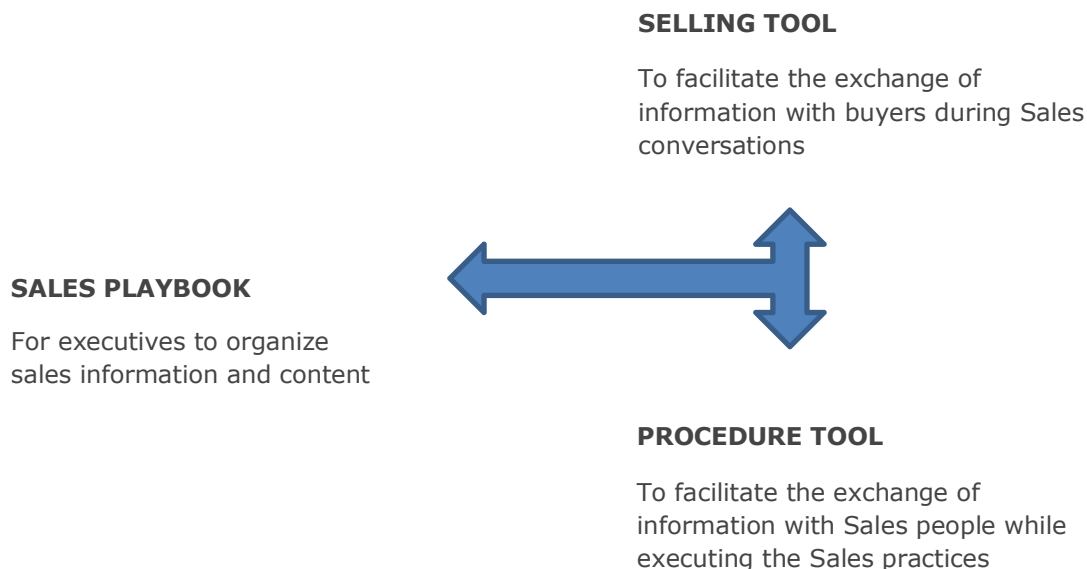 SELLING TOOL
To facilitate the exchange of
information with buyers during Sales
conversations
SALES PLAYBOOK
For executives to organize
sales information and content
PROCEDURE TOOL
To facilitate the exchange of
information with Sales people while
executing the Sales practices